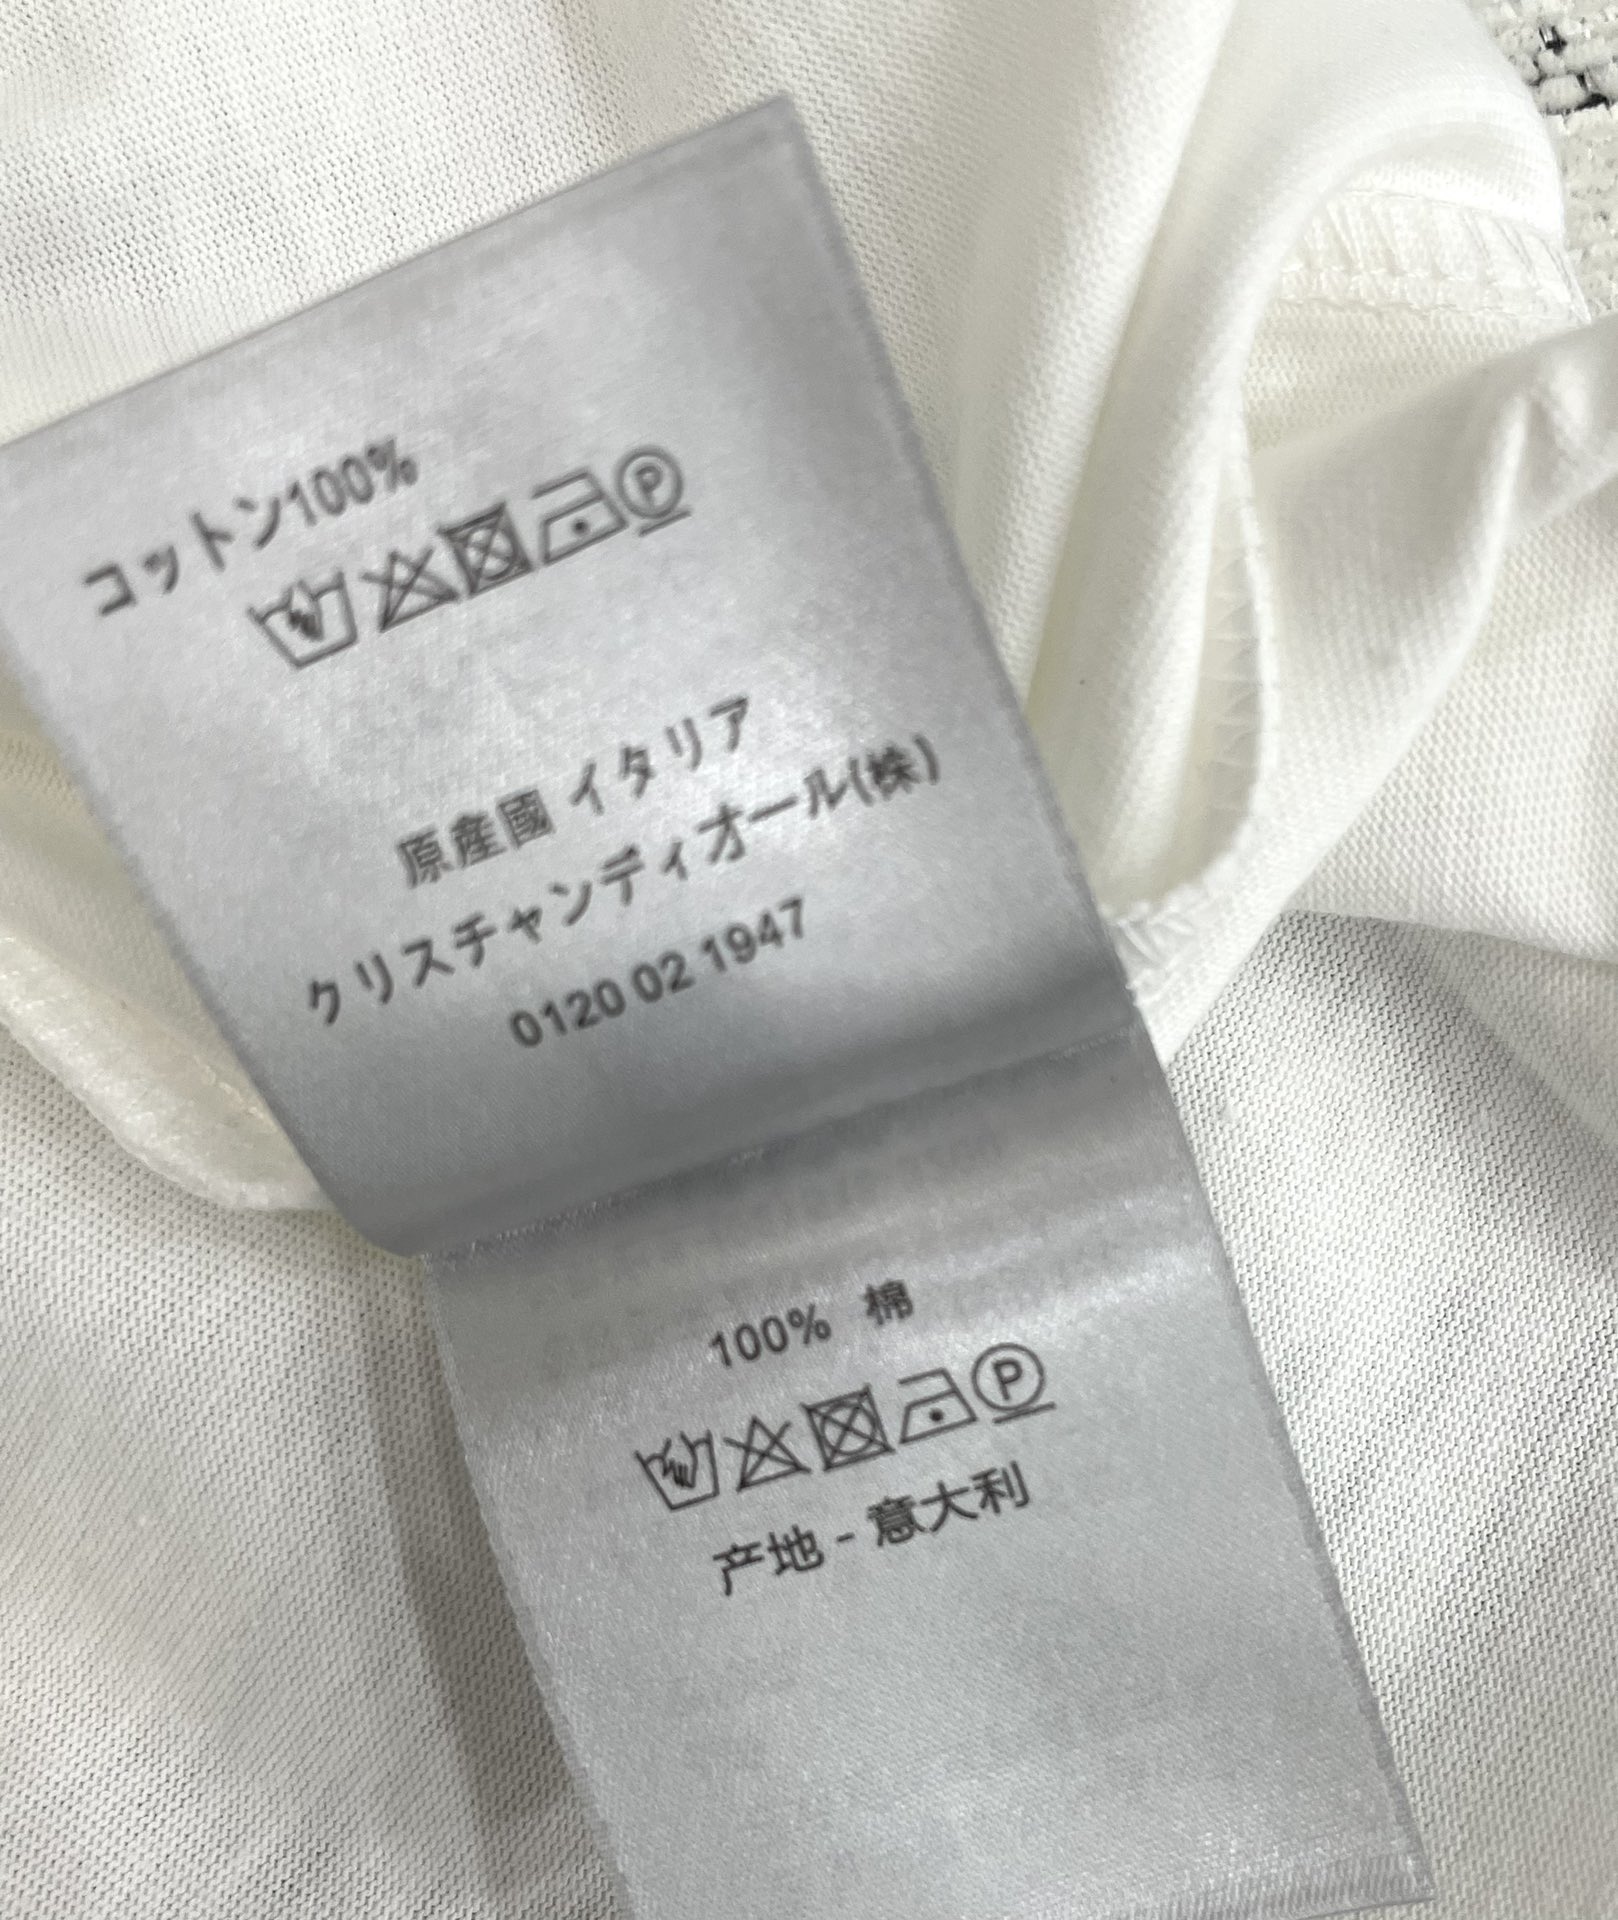 コットン100%
P
原産國 イタリア
クリスチャンディオール(株)
0120 02 1947
100% 棉
P
产地 - 意大利